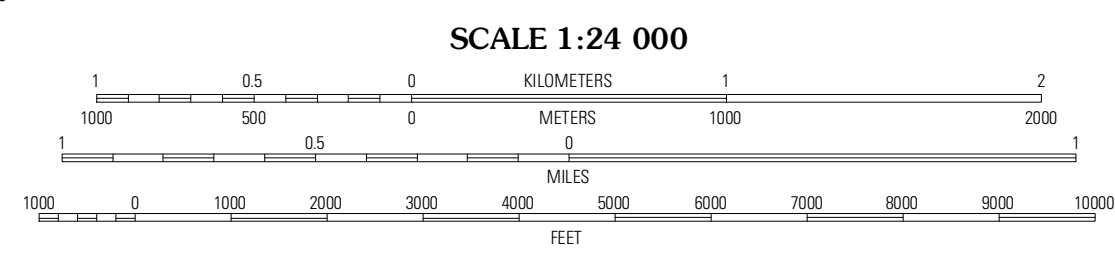 SCALE 1:24 000
1 0.5 0 KILOMETERS 1 2
1000 500 0 METERS 1000 2000
1 0.5 0 1
MILES
1000 0 1000 2000 3000 4000 5000 6000 7000 8000 9000 10000
FEET